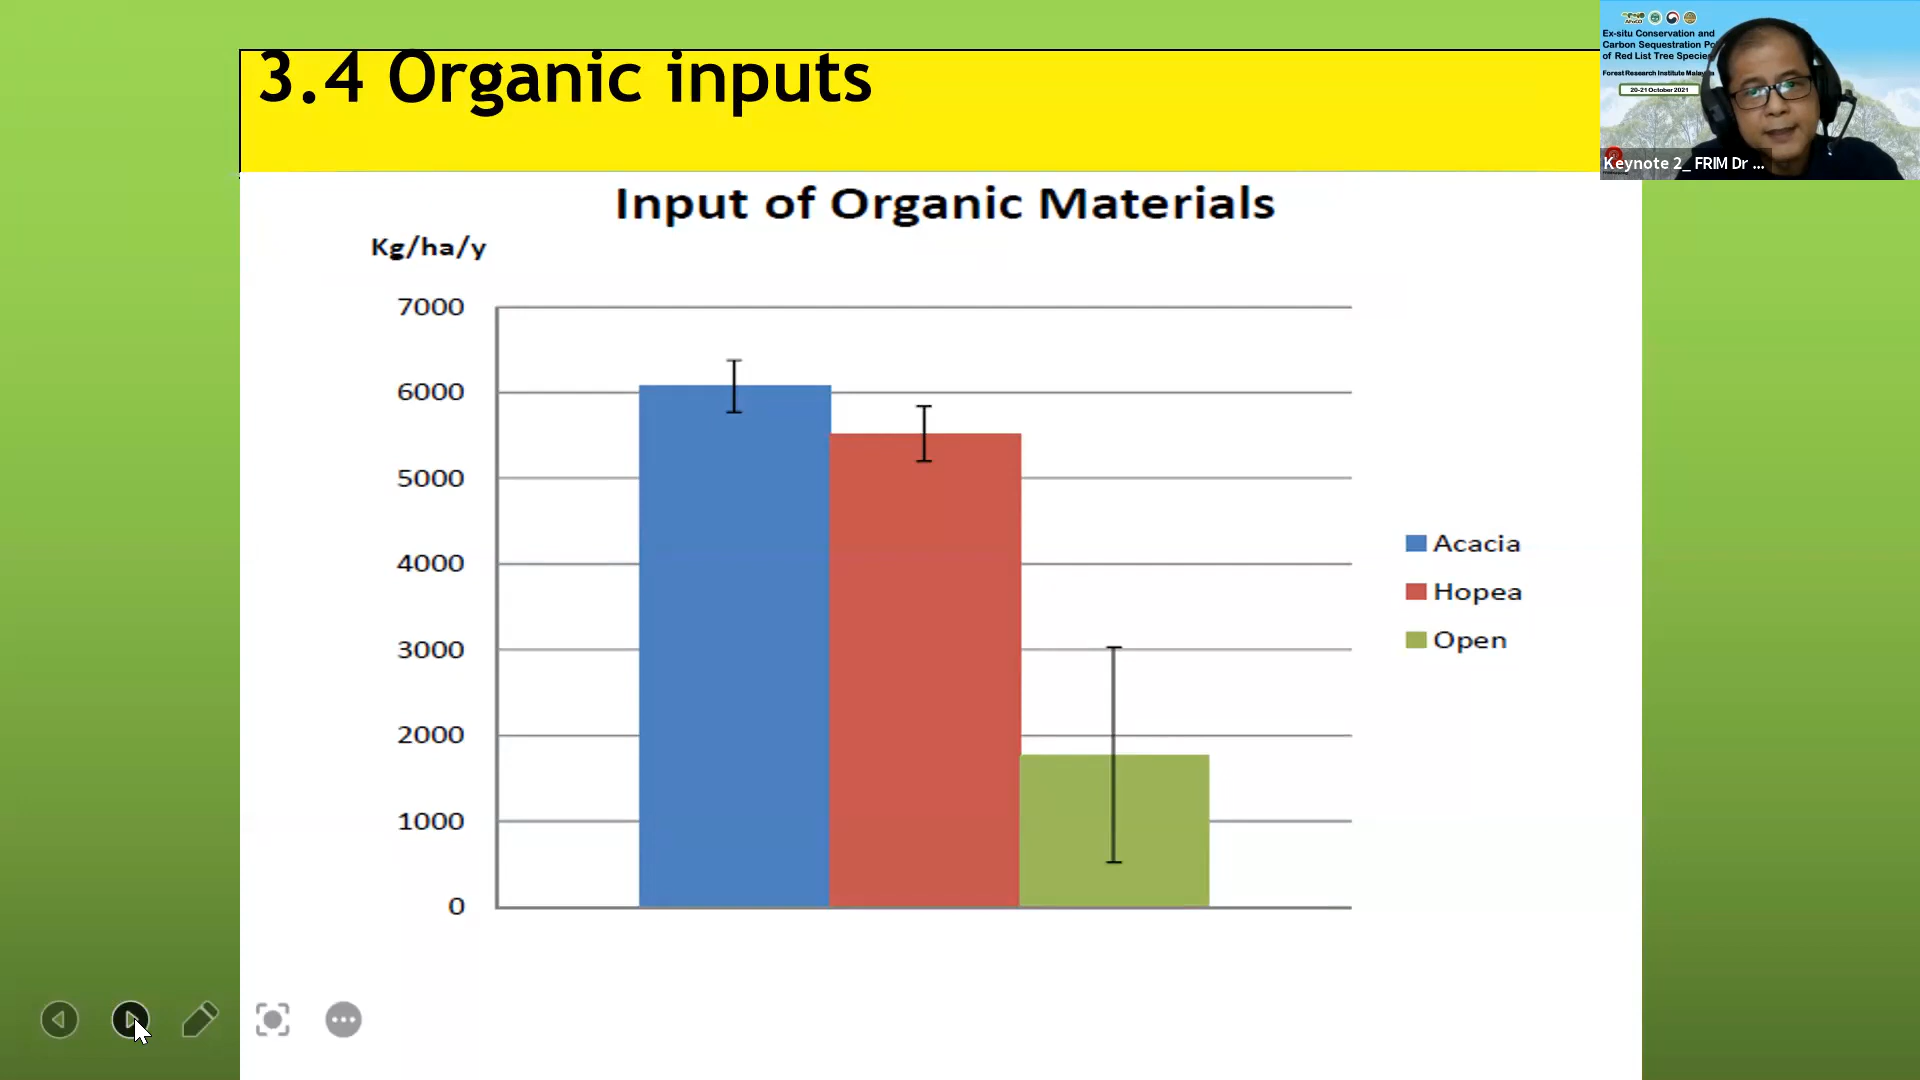 3.4 Organic inputs
Ex-situ Conservation and
Carbon Sequestration Po
of Red List Tree Specie
Forest Research Institute Malay
20-21 October 2021
Keynote 2_ FRIM Dr ...
Input of Organic Materials
Kg/ha/y
7000
6000
5000
4000
3000
2000
1000
0
Acacia
Hopea
Open